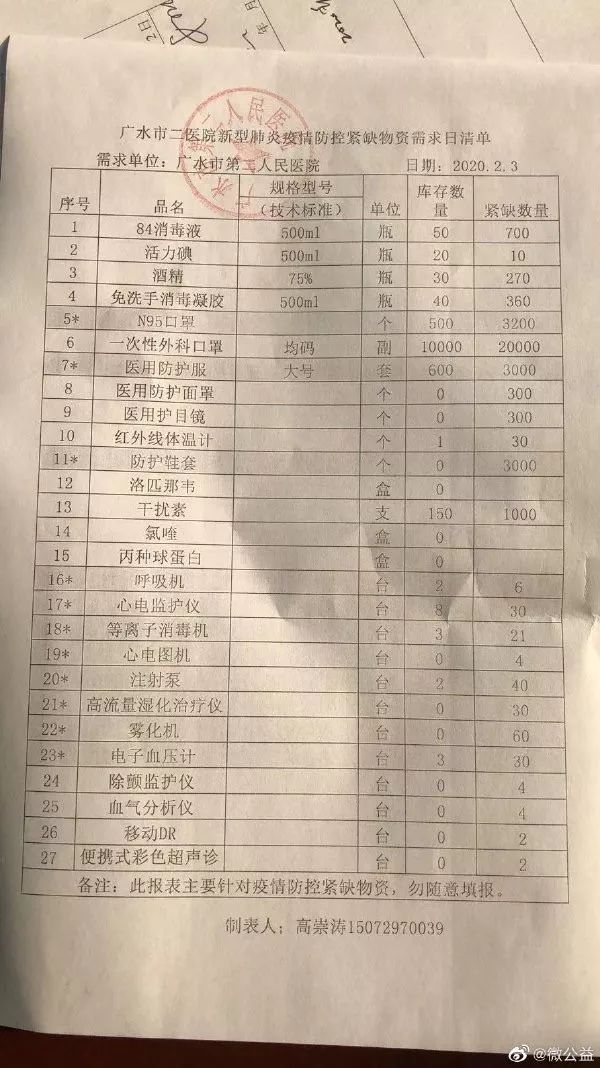 广水市二医院新型肺炎疫情防控紧缺物资需求日清单
需求单位：广水市第二人民医院 日期：2020.2.3
序号 品名 规格型号（技术标准） 单位 库存数量 紧缺数量
1 84消毒液 500ml 瓶 50 700
2 活力碘 500ml 瓶 20 10
3 酒精 75% 瓶 30 270
4 免洗手消毒凝胶 500ml 瓶 40 360
5* N95口罩 个 500 3200
6 一次性外科口罩 均码 副 10000 20000
7* 医用防护服 大号 套 600 3000
8 医用防护面罩 个 0 300
9 医用护目镜 个 0 300
10 红外线体温计 个 1 30
11* 防护鞋套 个 0 3000
12 洛匹那韦 盒 0
13 干扰素 支 150 1000
14 氯喹 盒 0
15 丙种球蛋白 盒 0
16* 呼吸机 台 2 6
17* 心电监护仪 台 8 30
18* 等离子消毒机 台 3 21
19* 心电图机 台 0 4
20* 注射泵 台 2 40
21* 高流量湿化治疗仪 台 0 30
22* 雾化机 台 0 60
23* 电子血压计 台 3 30
24 除颤监护仪 台 0 4
25 血气分析仪 台 0 4
26 移动DR 台 0 2
27 便携式彩色超声诊 台 0 2
备注：此报表主要针对疫情防控紧缺物资，勿随意填报。
制表人；高崇涛15072970039
@微公益